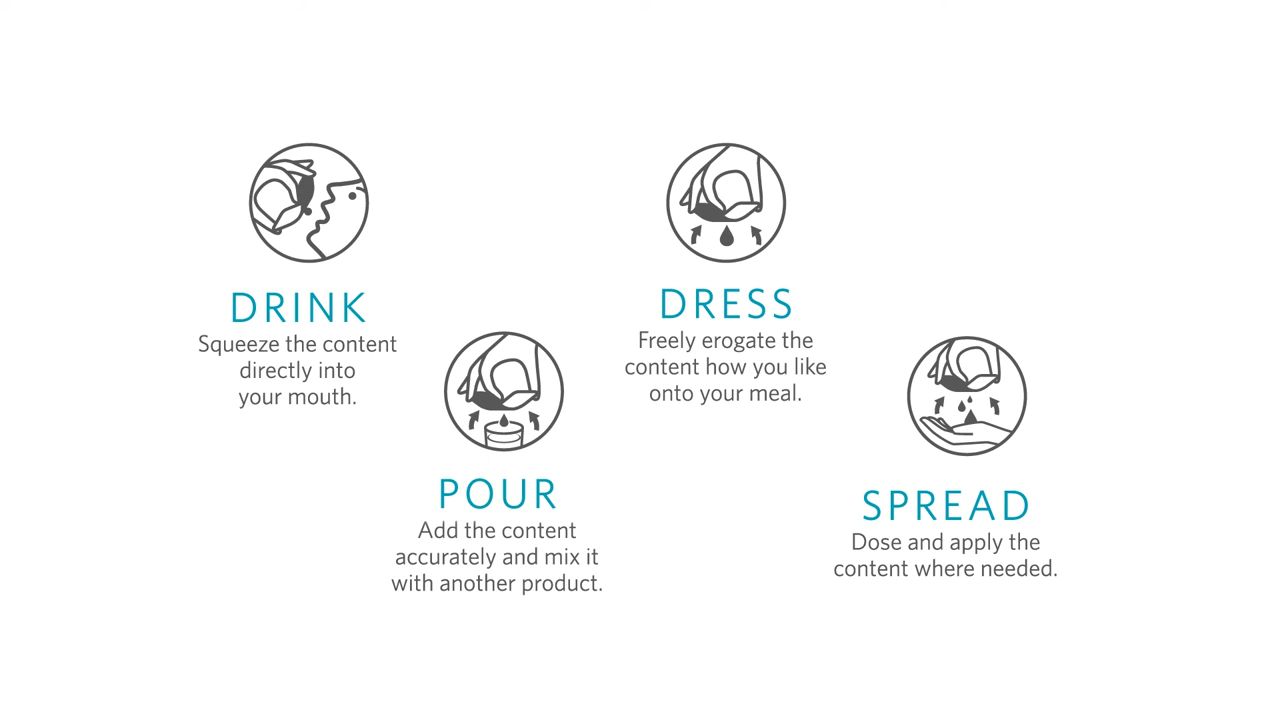 DRINK
Squeeze the content
directly into
your mouth.
POUR
Add the content
accurately and mix it
with another product.
DRESS
Freely erogate the
content how you like
onto your meal.
SPREAD
Dose and apply the
content where needed.